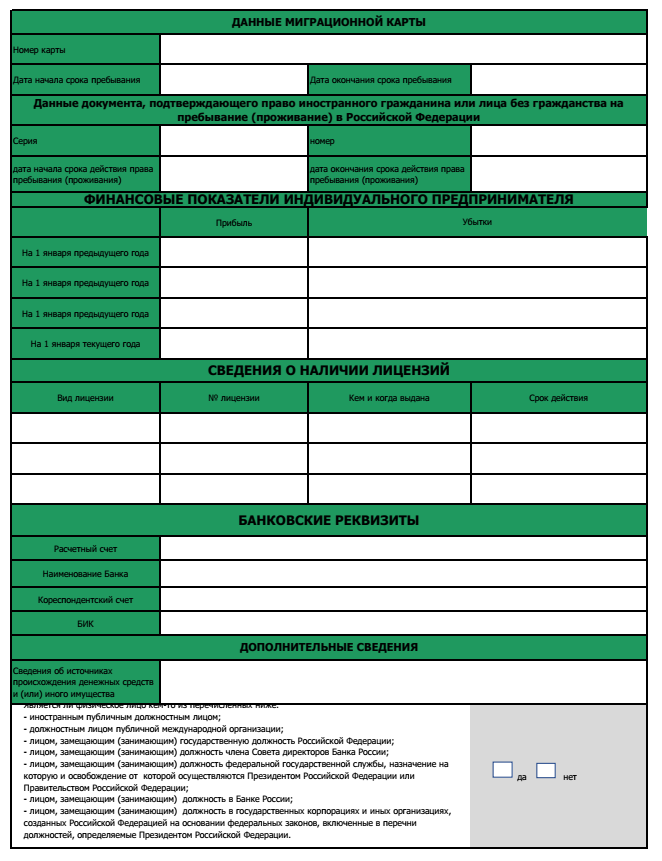 ДАННЫЕ МИГРАЦИОННОЙ КАРТЫ
Номер карты
Дата начала срока пребывания
Дата окончания срока пребывания
Данные документа, подтверждающего право иностранного гражданина или лица без гражданства на
пребывание (проживание) в Российской Федерации
Серия
номер
дата начала срока действия права
пребывания (проживания)
дата окончания срока действия права
пребывания (проживания)
ФИНАНСОВЫЕ ПОКАЗАТЕЛИ ИНДИВИДУАЛЬНОГО ПРЕДПРИНИМАТЕЛЯ
Прибыль
Убытки
На 1 января предыдущего года
На 1 января предыдущего года
На 1 января предыдущего года
На 1 января текущего года
СВЕДЕНИЯ О НАЛИЧИИ ЛИЦЕНЗИЙ
Вид лицензии
№ лицензии
Кем и когда выдана
Срок действия
БАНКОВСКИЕ РЕКВИЗИТЫ
Расчетный счет
Наименование Банка
Кореспондентский счет
БИК
ДОПОЛНИТЕЛЬНЫЕ СВЕДЕНИЯ
Сведения об источниках
происхождения денежных средств
и (или) иного имущества
Является ли физическое лицо кем-то из перечисленных ниже:
- иностранным публичным должностным лицом;
- должностным лицом публичной международной организации;
- лицом, замещающим (занимающим) государственную должность Российской Федерации;
- лицом, замещающим (занимающим) должность члена Совета директоров Банка России;
- лицом, замещающим (занимающим) должность федеральной государственной службы, назначение на
которую и освобождение от которой осуществляются Президентом Российской Федерации или
Правительством Российской Федерации;
- лицом, замещающим (занимающим) должность в Банке России;
- лицом, замещающим (занимающим) должность в государственных корпорациях и иных организациях,
созданных Российской Федерацией на основании федеральных законов, включенные в перечни
должностей, определяемые Президентом Российской Федерации.
да нет